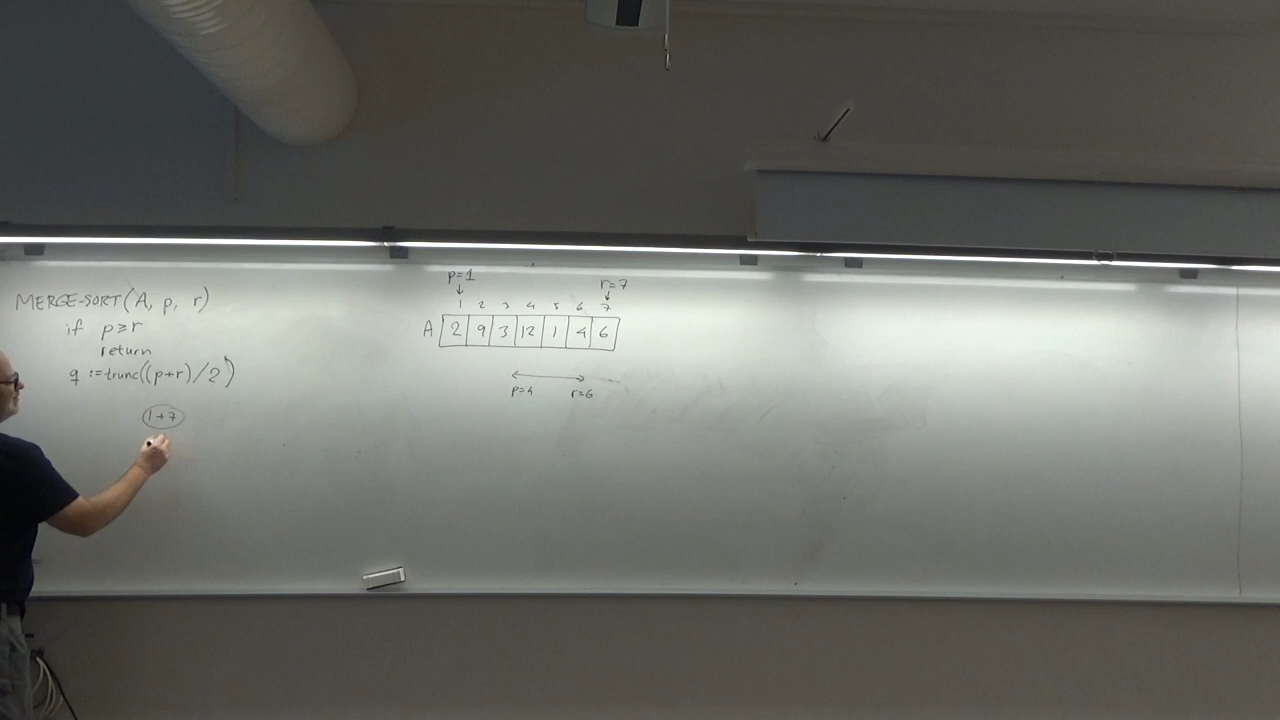 MERGE-SORT(A, p, r)
if p≥r
return
q :=trunc((p+r)/2)
1+7
p=1
r=7
1 2 3 4 5 6 7
A 2 9 3 12 1 4 6
p=4 r=6